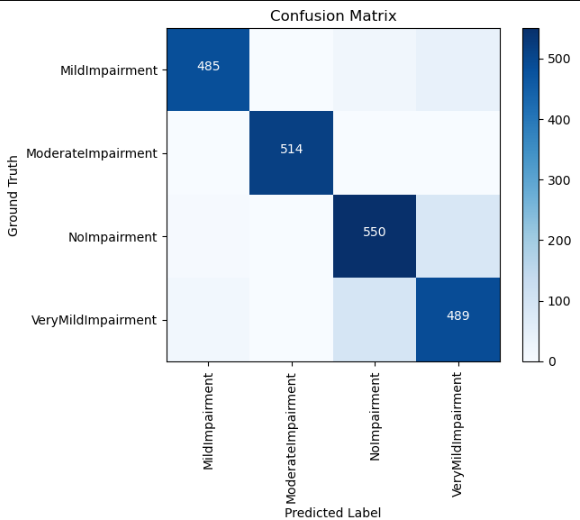 Confusion Matrix
MildImpairment
ModerateImpairment
NoImpairment
VeryMildImpairment
Ground Truth
485
514
550
489
MildImpairment
ModerateImpairment
NoImpairment
VeryMildImpairment
Predicted Label
500
400
300
200
100
0